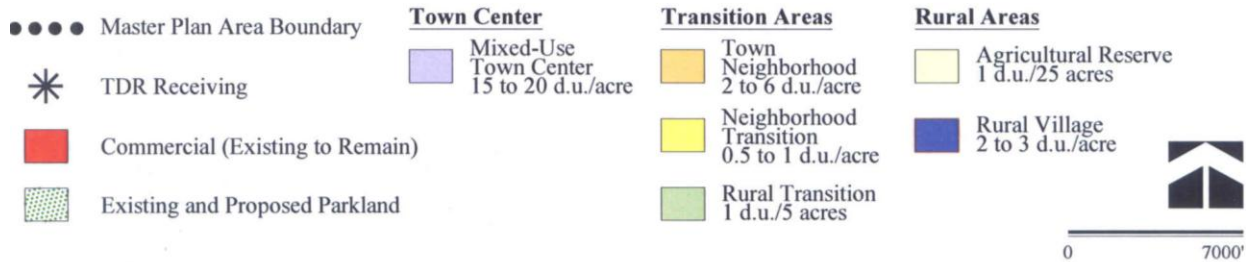 Master Plan Area Boundary
TDR Receiving
Commercial (Existing to Remain)
Existing and Proposed Parkland
Town Center
Mixed-Use
Town Center
15 to 20 d.u./acre
Transition Areas
Town
Neighborhood
2 to 6 d.u./acre
Neighborhood
Transition
0.5 to 1 d.u./acre
Rural Transition
1 d.u./5 acres
Rural Areas
Agricultural Reserve
1 d.u./25 acres
Rural Village
2 to 3 d.u./acre
0 7000'